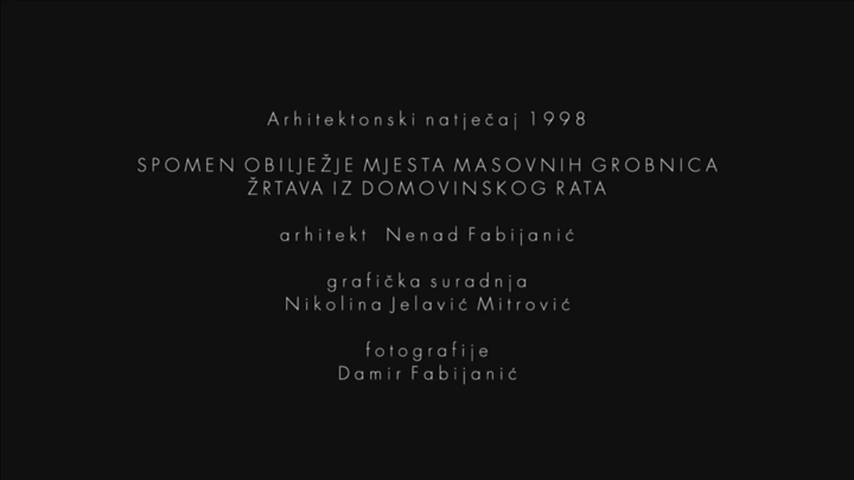 Arhitektonski natječaj 1998
SPOMEN OBILJEŽJE MJESTA MASOVNIH GROBNICA
ŽRTAVA IZ DOMOVINSKOG RATA
arhitekt Nenad Fabijanić
grafička suradnja
Nikolina Jelavić Mitrović
fotografije
Damir Fabijanić